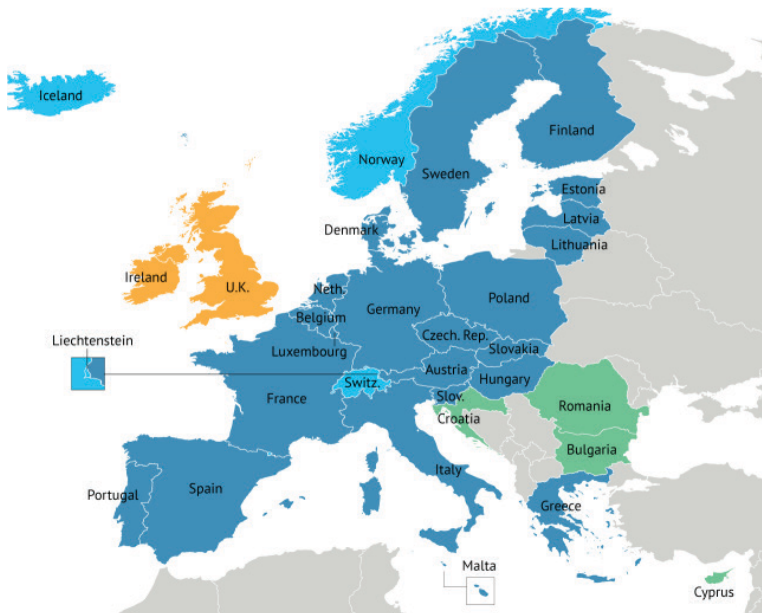 Iceland
Finland
Norway
Sweden
Estonia
Latvia
Denmark
Lithuania
Ireland
U.K.
Neth.
Germany
Poland
Belgium
Czech. Rep.
Liechtenstein
Luxembourg
Slovakia
Austria
Switz.
Hungary
France
Slov.
Romania
Croatia
Bulgaria
Italy
Spain
Portugal
Greece
Malta
Cyprus